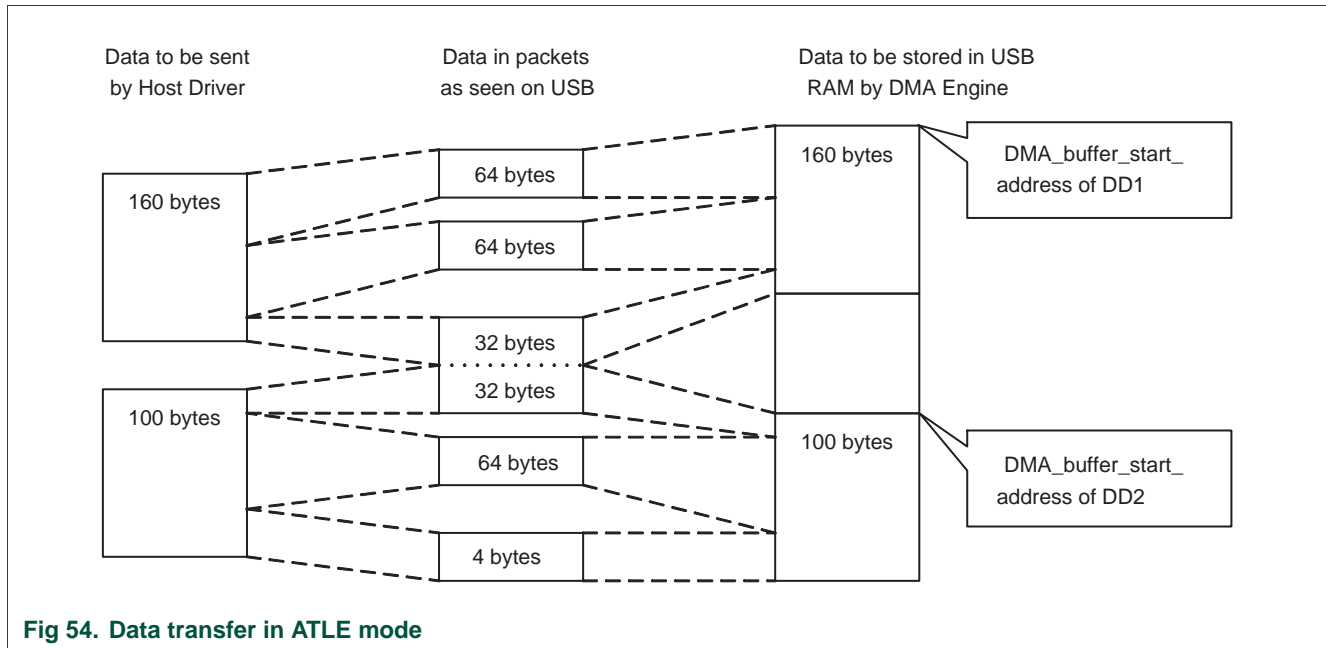 Data to be sent
by Host Driver
Data in packets
as seen on USB
Data to be stored in USB
RAM by DMA Engine
160 bytes
100 bytes
64 bytes
64 bytes
32 bytes
32 bytes
64 bytes
4 bytes
160 bytes
100 bytes
DMA_buffer_start_
address of DD1
DMA_buffer_start_
address of DD2
Fig 54. Data transfer in ATLE mode